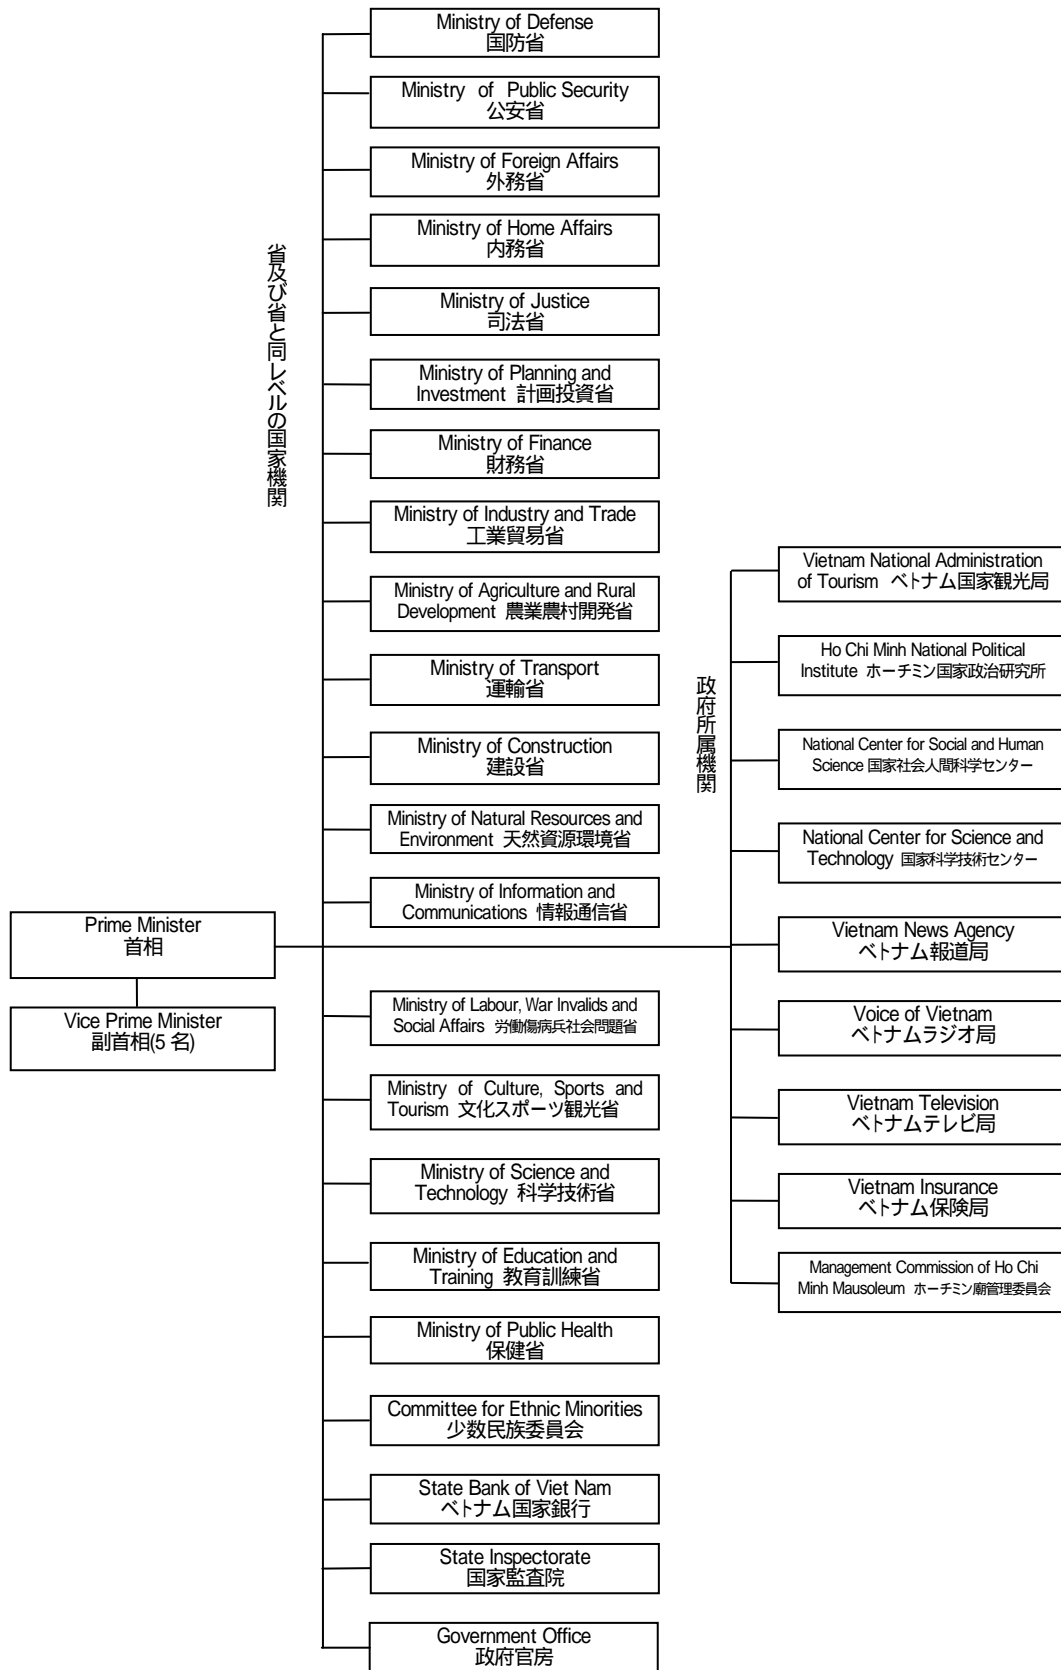 Ministry of Defense
国防省
Ministry of Public Security
公安省
Ministry of Foreign Affairs
外務省
Ministry of Home Affairs
内務省
Ministry of Justice
司法省
Ministry of Planning and
Investment 計画投資省
Ministry of Finance
財務省
Ministry of Industry and Trade
工業貿易省
Ministry of Agriculture and Rural
Development 農業農村開発省
Ministry of Transport
運輸省
Ministry of Construction
建設省
Ministry of Natural Resources and
Environment 天然資源環境省
Ministry of Information and
Communications 情報通信省
Ministry of Labour, War Invalids and
Social Affairs 労働傷病兵社会問題省
Ministry of Culture, Sports and
Tourism 文化スポーツ観光省
Ministry of Science and
Technology 科学技術省
Ministry of Education and
Training 教育訓練省
Ministry of Public Health
保健省
Committee for Ethnic Minorities
少数民族委員会
State Bank of Viet Nam
ベトナム国家銀行
State Inspectorate
国家監査院
Government Office
政府官房
省及び省と同レベルの国家機関
Prime Minister
首相
Vice Prime Minister
副首相(5 名)
政府所属機関
Vietnam National Administration
of Tourism ベトナム国家観光局
Ho Chi Minh National Political
Institute ホーチミン国家政治研究所
National Center for Social and Human
Science 国家社会人間科学センター
National Center for Science and
Technology 国家科学技術センター
Vietnam News Agency
ベトナム報道局
Voice of Vietnam
ベトナムラジオ局
Vietnam Television
ベトナムテレビ局
Vietnam Insurance
ベトナム保険局
Management Commission of Ho Chi
Minh Mausoleum ホーチミン廟管理委員会